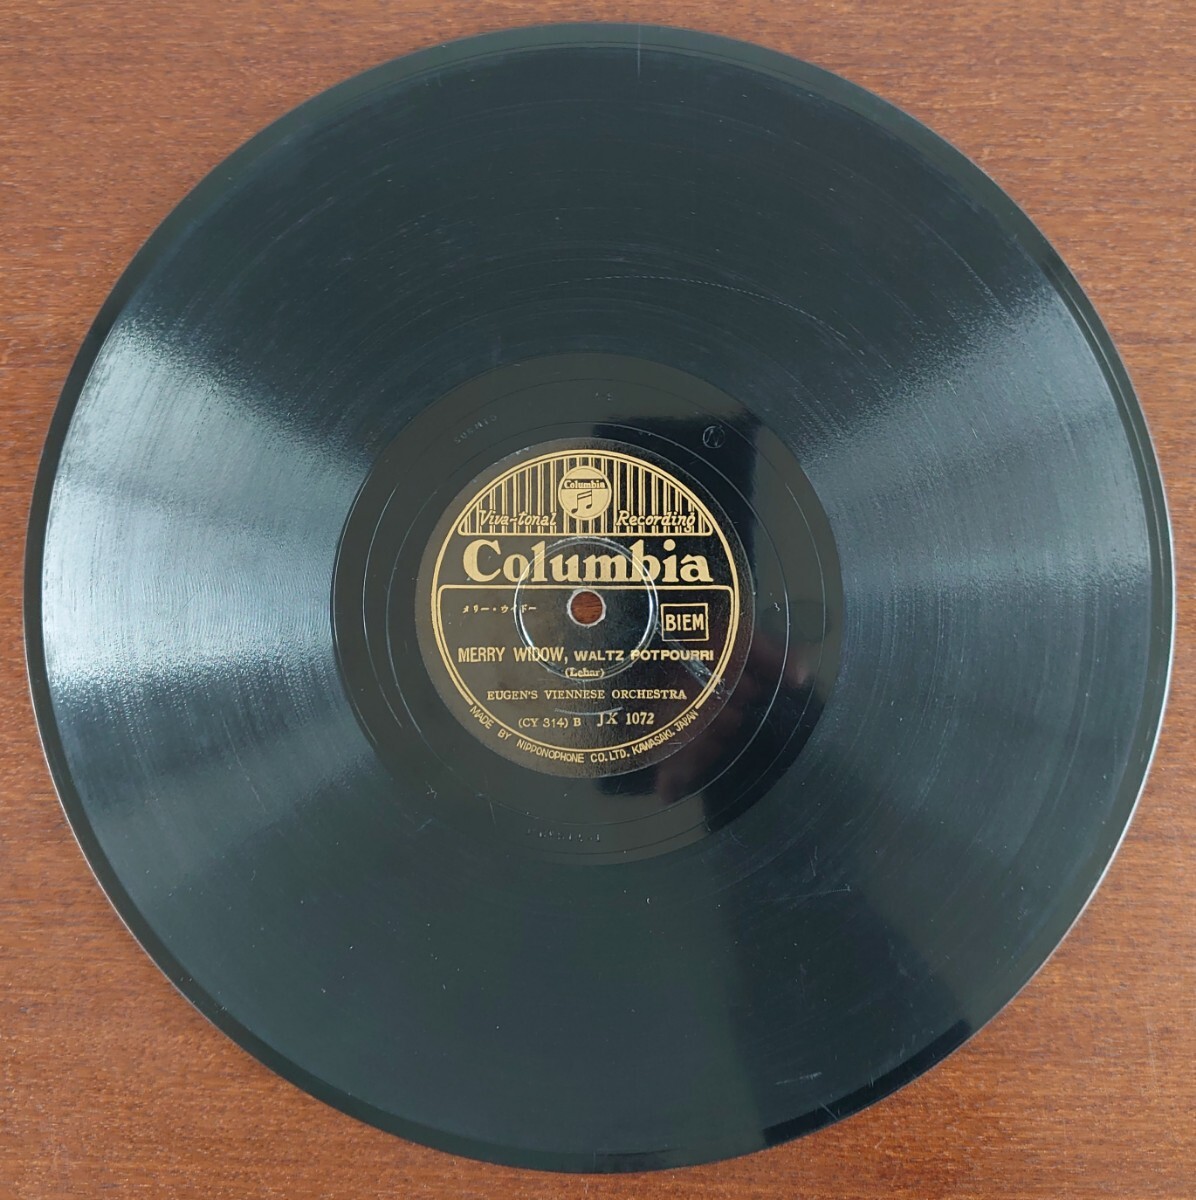 Columbia
Viva-tonal Recording
Columbia
メリー・ウイドー
BIEM
MERRY WIDOW, WALTZ POTPOURRI
(Lehar)
EUGEN'S VIENNESE ORCHESTRA
(CY 314) B JX 1072
MADE BY NIPPONOPHONE CO. LTD. KAWASAKI, JAPAN